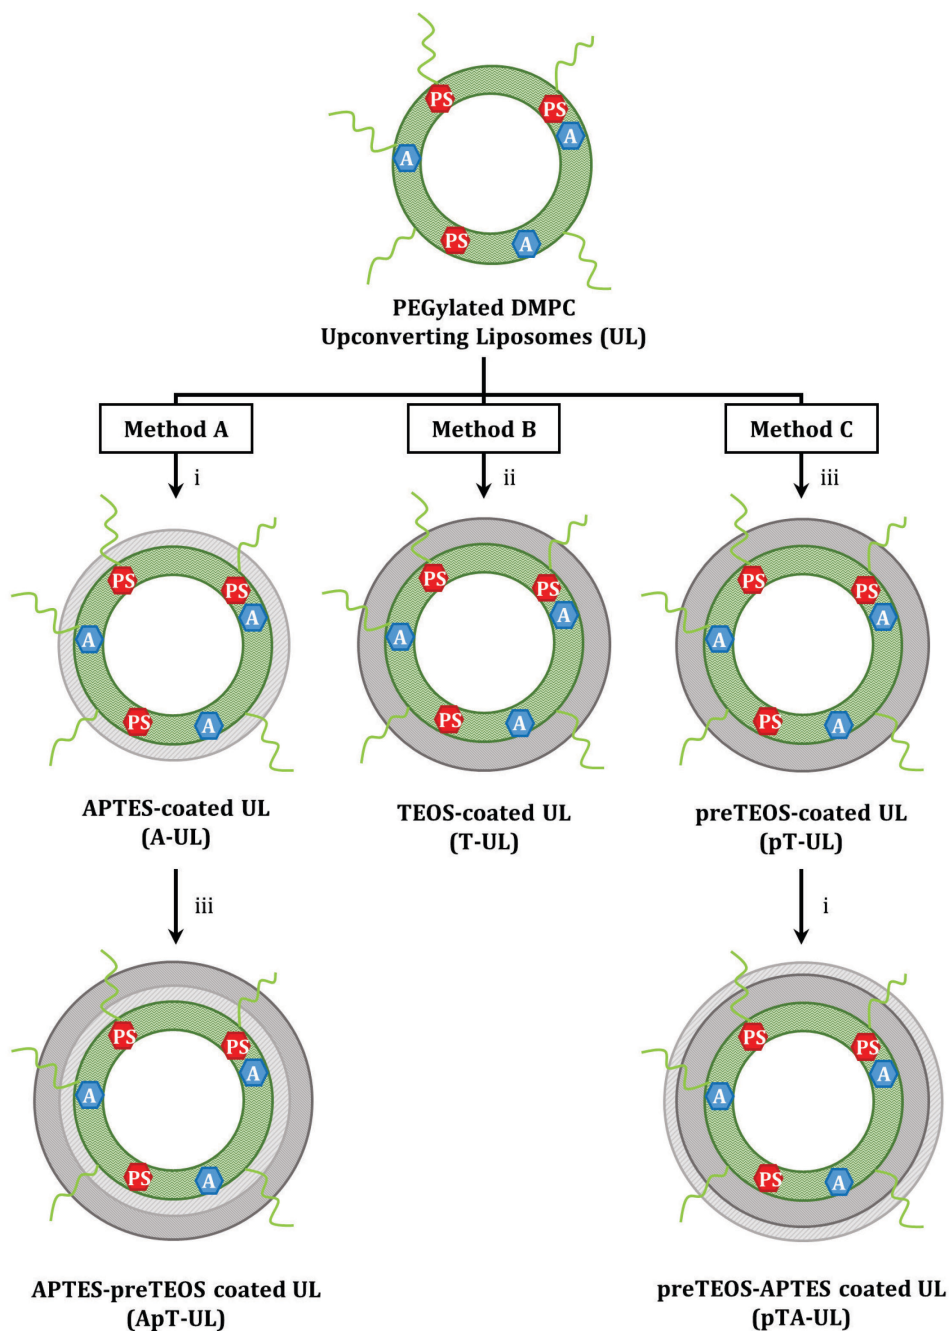 PS
PS
A
A
PS
A
PEGylated DMPC
Upconverting Liposomes (UL)
Method A
Method B
Method C
i
ii
iii
PS
PS
A
A
PS
A
PS
PS
A
A
PS
A
PS
PS
A
A
PS
A
APTES-coated UL
(A-UL)
TEOS-coated UL
(T-UL)
preTEOS-coated UL
(pT-UL)
iii
i
PS
PS
A
A
PS
A
PS
PS
A
A
PS
A
APTES-preTEOS coated UL
(ApT-UL)
preTEOS-APTES coated UL
(pTA-UL)